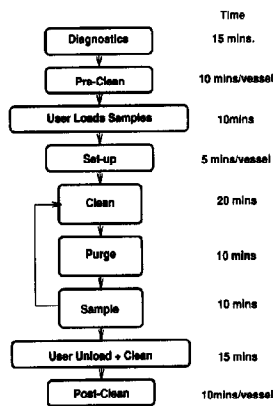 Time
Diagnostics 15 mins.
Pre-Clean 10 mins/vessel
User Loads Samples 10mins
Set-up 5 mins/vessel
Clean 20 mins
Purge 10 mins
Sample 10 mins
User Unload + Clean 15 mins
Post-Clean 10mins/vessel